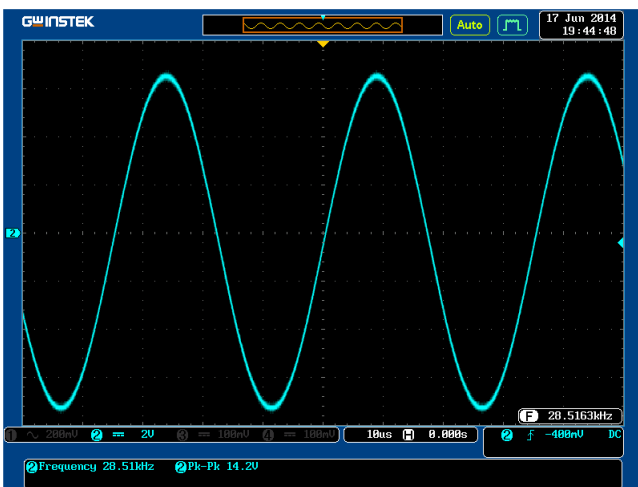 GWINSTEK
Auto
17 Jun 2014
19:44:48
2
F 28.5163kHz
1 200mV 2 2V 3 100mV 4 100mV
10us H 0.000s
2 -400mV DC
2 Frequency 28.51kHz 2 Pk-Pk 14.2V